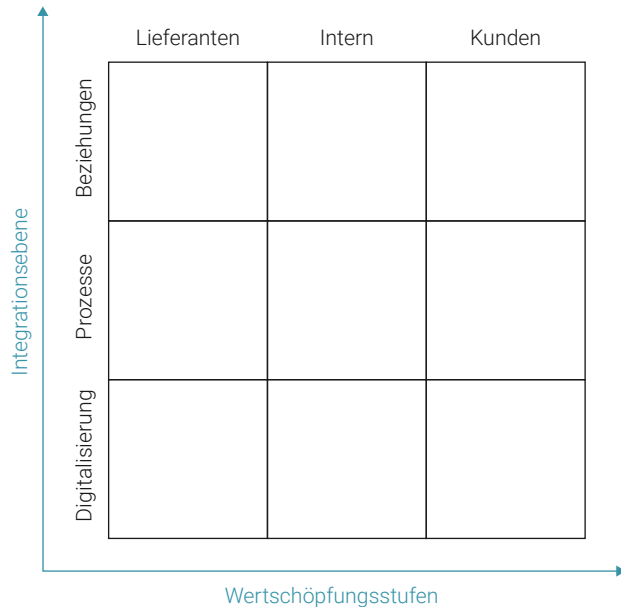 Lieferanten
Intern
Kunden
Integrationsebene
Beziehungen
Prozesse
Digitalisierung
Wertschöpfungsstufen